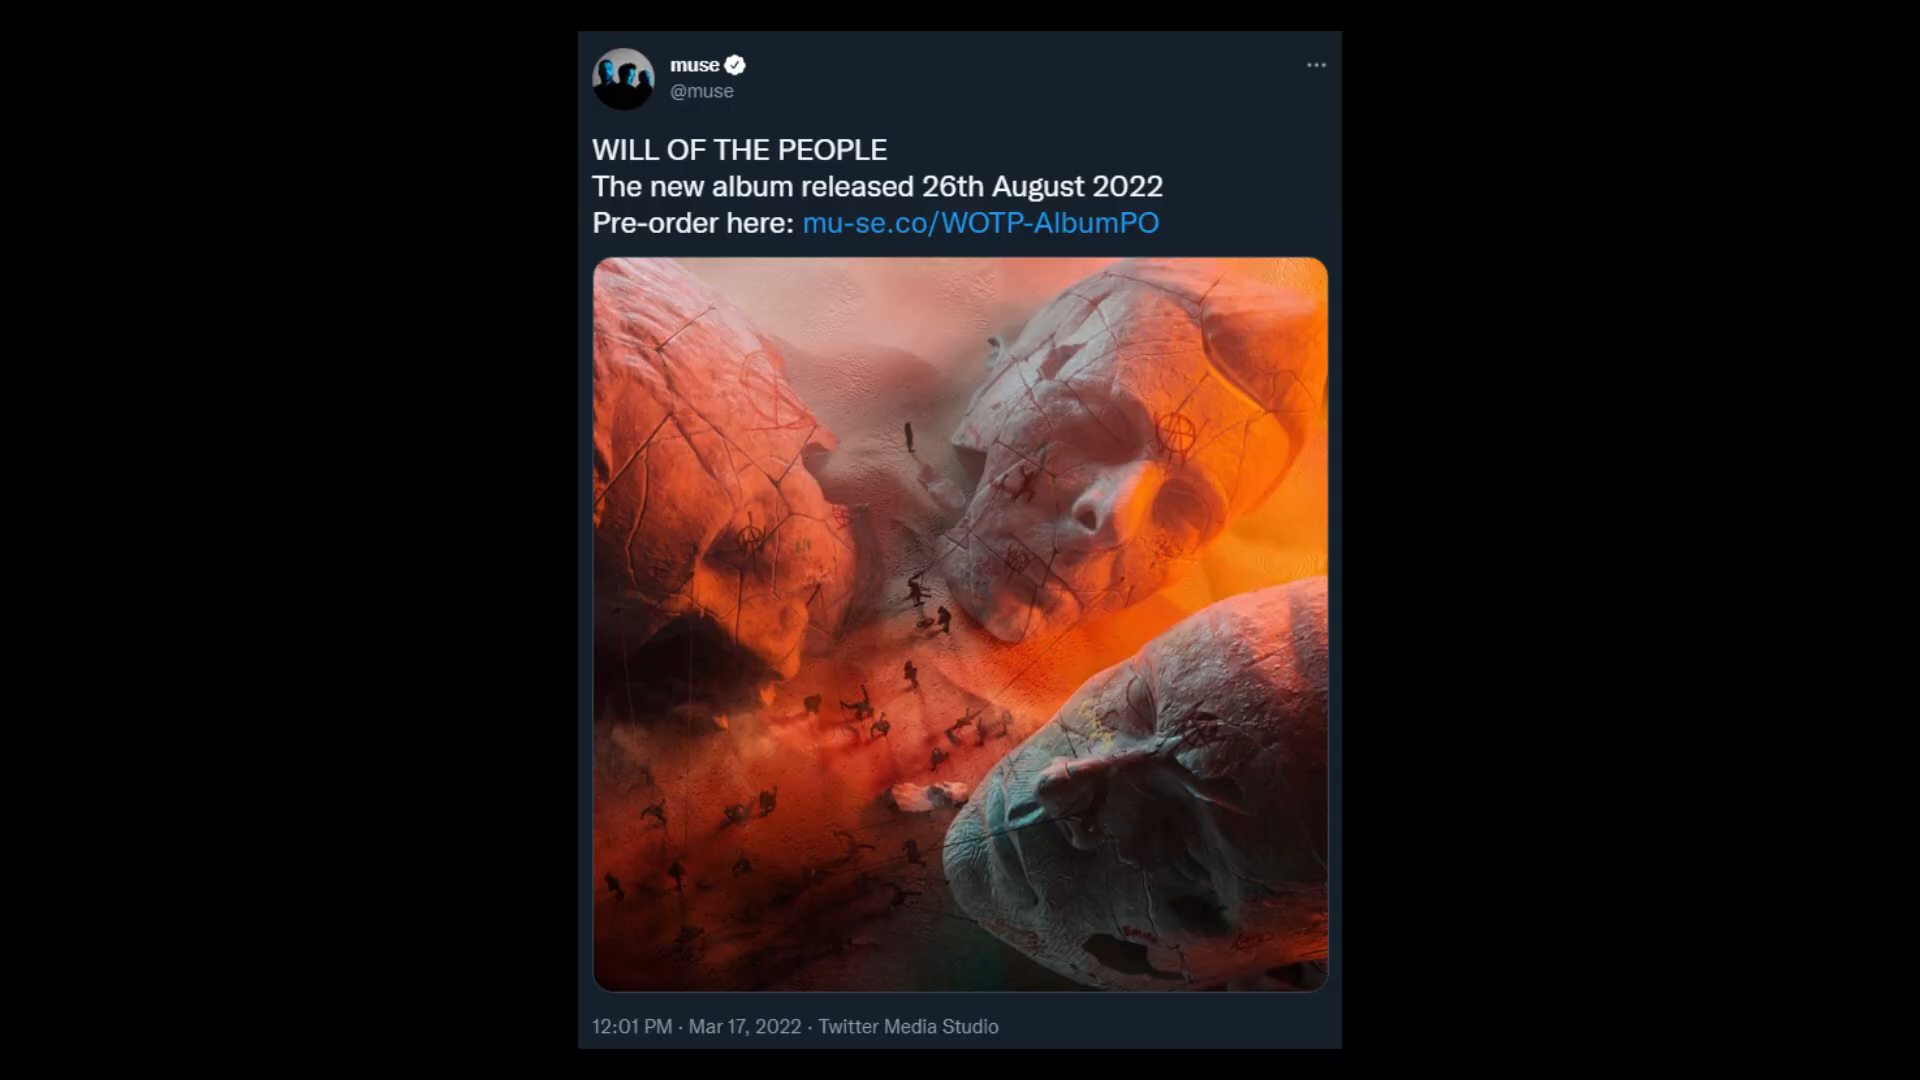 muse
@muse
WILL OF THE PEOPLE
The new album released 26th August 2022
Pre-order here: mu-se.co/WOTP-AlbumPO
12:01 PM · Mar 17, 2022 · Twitter Media Studio